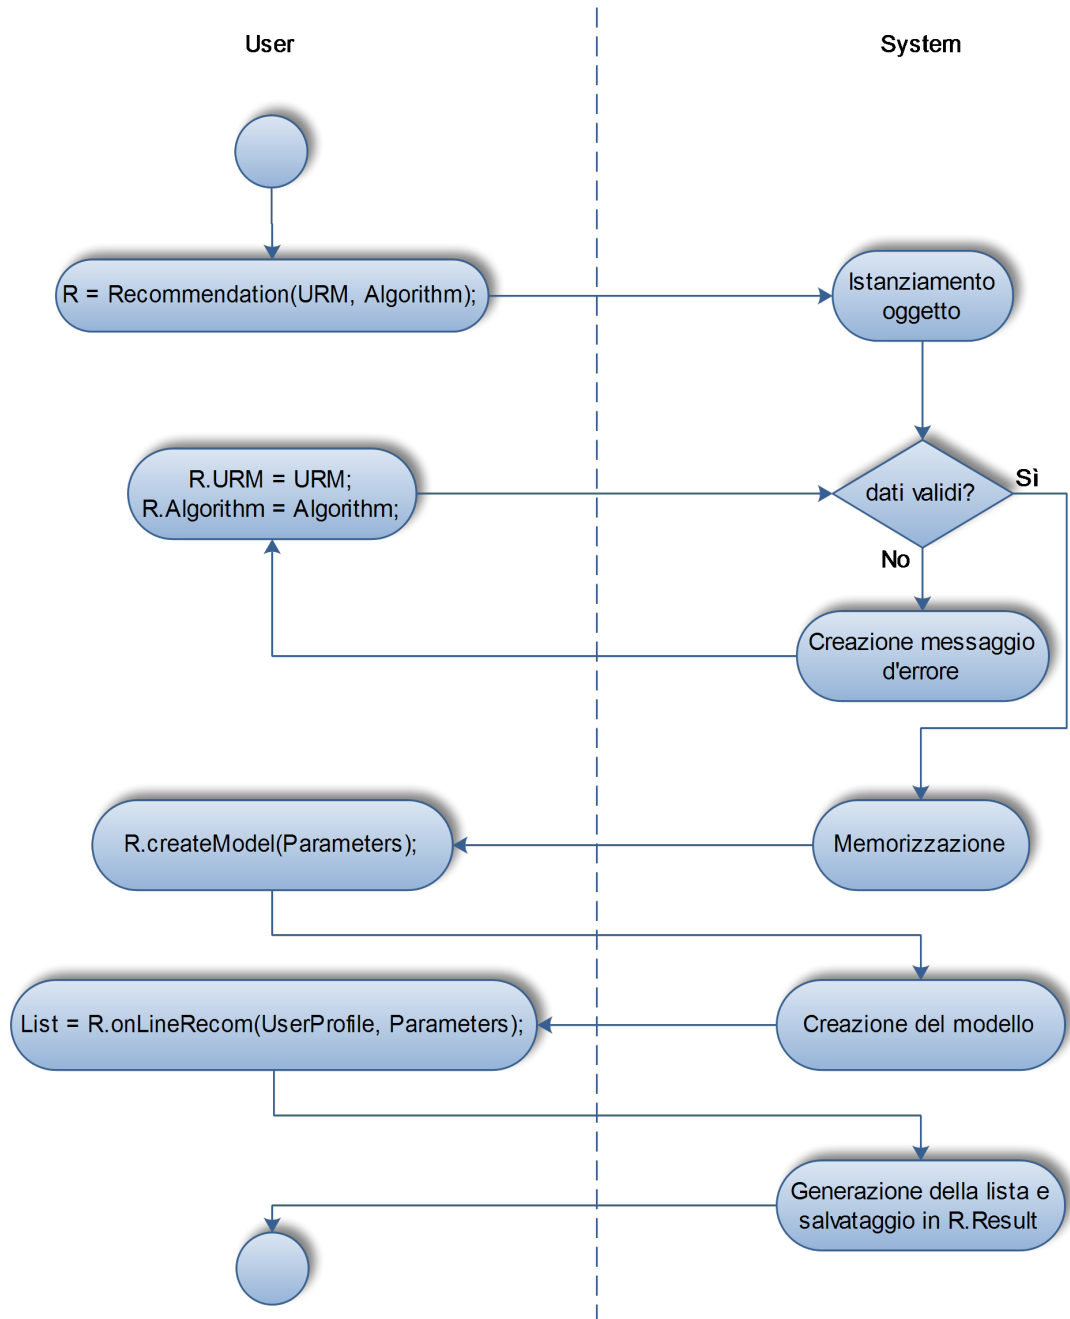 User
System
R = Recommendation(URM, Algorithm);
Istanziamento
oggetto
R.URM = URM;
R.Algorithm = Algorithm;
dati validi?
Sì
No
Creazione messaggio
d'errore
R.createModel(Parameters);
Memorizzazione
List = R.onLineRecom(UserProfile, Parameters);
Creazione del modello
Generazione della lista e
salvataggio in R.Result